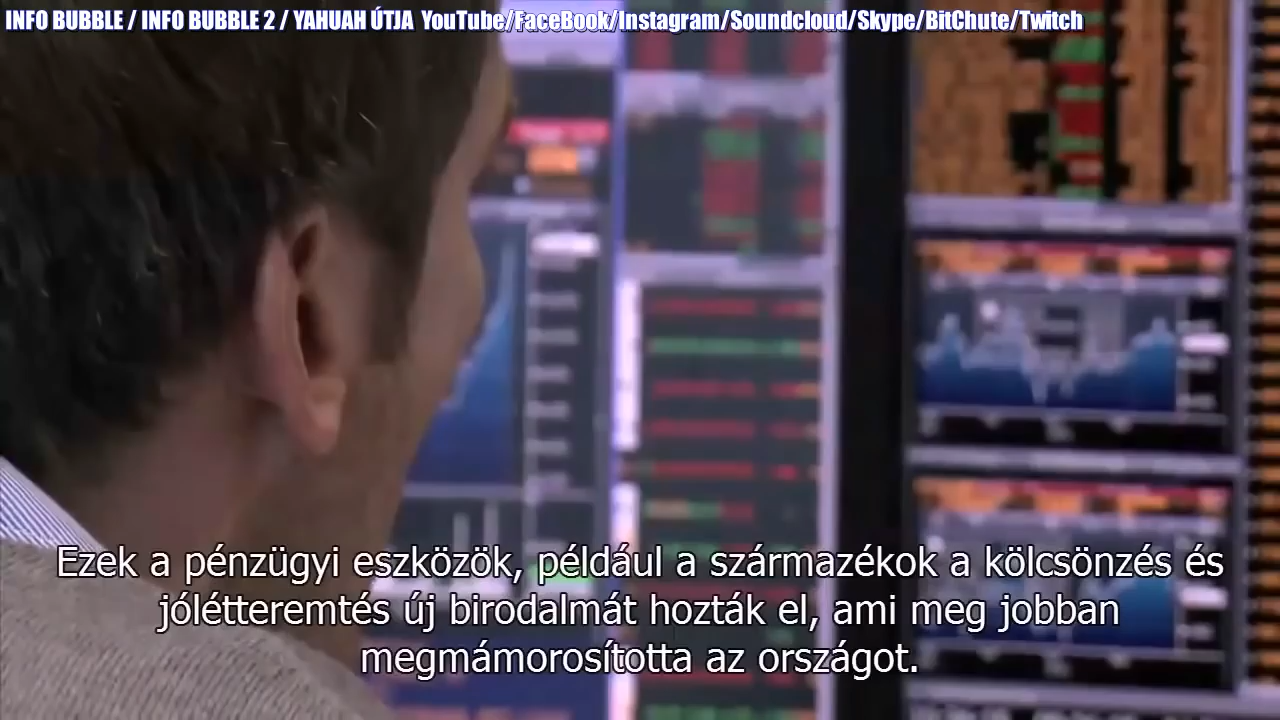 INFO BUBBLE / INFO BUBBLE 2 / YAHUAH ÚTJA YouTube/FaceBook/Instagram/Soundcloud/Skype/BitChute/Twitch
Ezek a pénzügyi eszközök, például a származékok a kölcsönzés és
jólétteremtés új birodalmát hozták el, ami meg jobban
megmámorosította az országot.